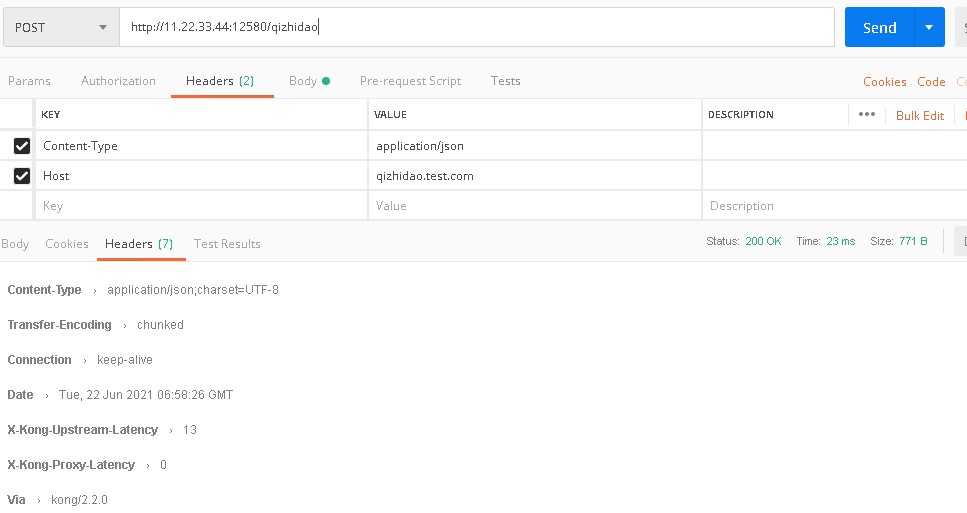 POST http://11.22.33.44:12580/qizhidao Send
Params Authorization Headers (2) Body Pre-request Script Tests Cookies Code
KEY VALUE DESCRIPTION ••• Bulk Edit
Content-Type application/json
Host qizhidao.test.com
Key Value Description
Body Cookies Headers (7) Test Results Status: 200 OK Time: 23 ms Size: 771 B
Content-Type › application/json;charset=UTF-8
Transfer-Encoding › chunked
Connection › keep-alive
Date › Tue, 22 Jun 2021 06:58:26 GMT
X-Kong-Upstream-Latency › 13
X-Kong-Proxy-Latency › 0
Via › kong/2.2.0